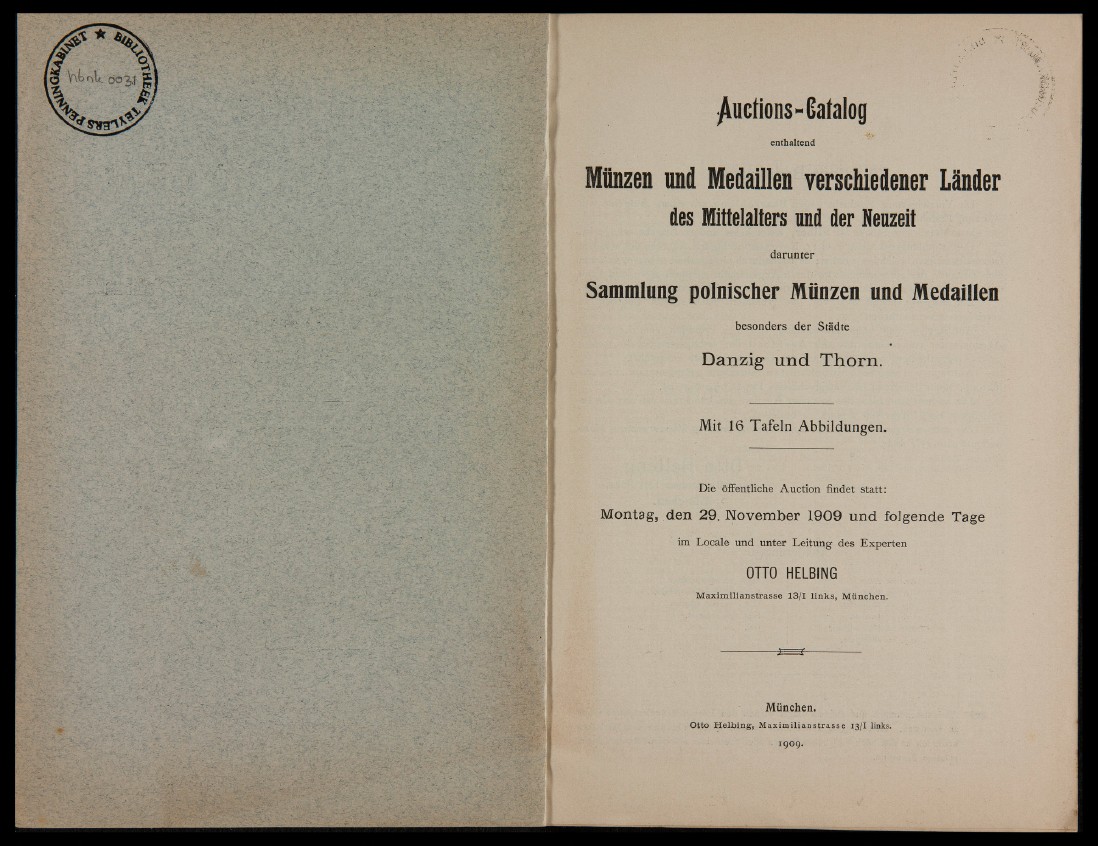 BIBLIOTHEEK TEYLERS PENNINGKABINET ★
hbnk 0031
Auctions-Catalog
enthaltend
Münzen und Medaillen verschiedener Länder
des Mittelalters und der Neuzeit
darunter
Sammlung polnischer Münzen und Medaillen
besonders der Städte
Danzig und Thorn.
Mit 16 Tafeln Abbildungen.
Die öffentliche Auction findet statt:
Montag, den 29. November 1909 und folgende Tage
im Locale und unter Leitung des Experten
OTTO HELBING
Maximilianstrasse 13/I links, München.
München.
Otto Helbing, Maximilianstrasse 13/I links.
1909.